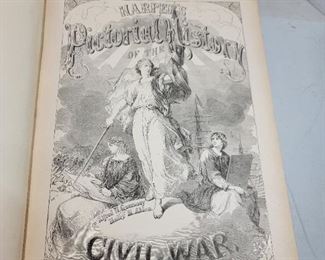 HARPER'S
Pictorial History
OF THE
CIVIL WAR.